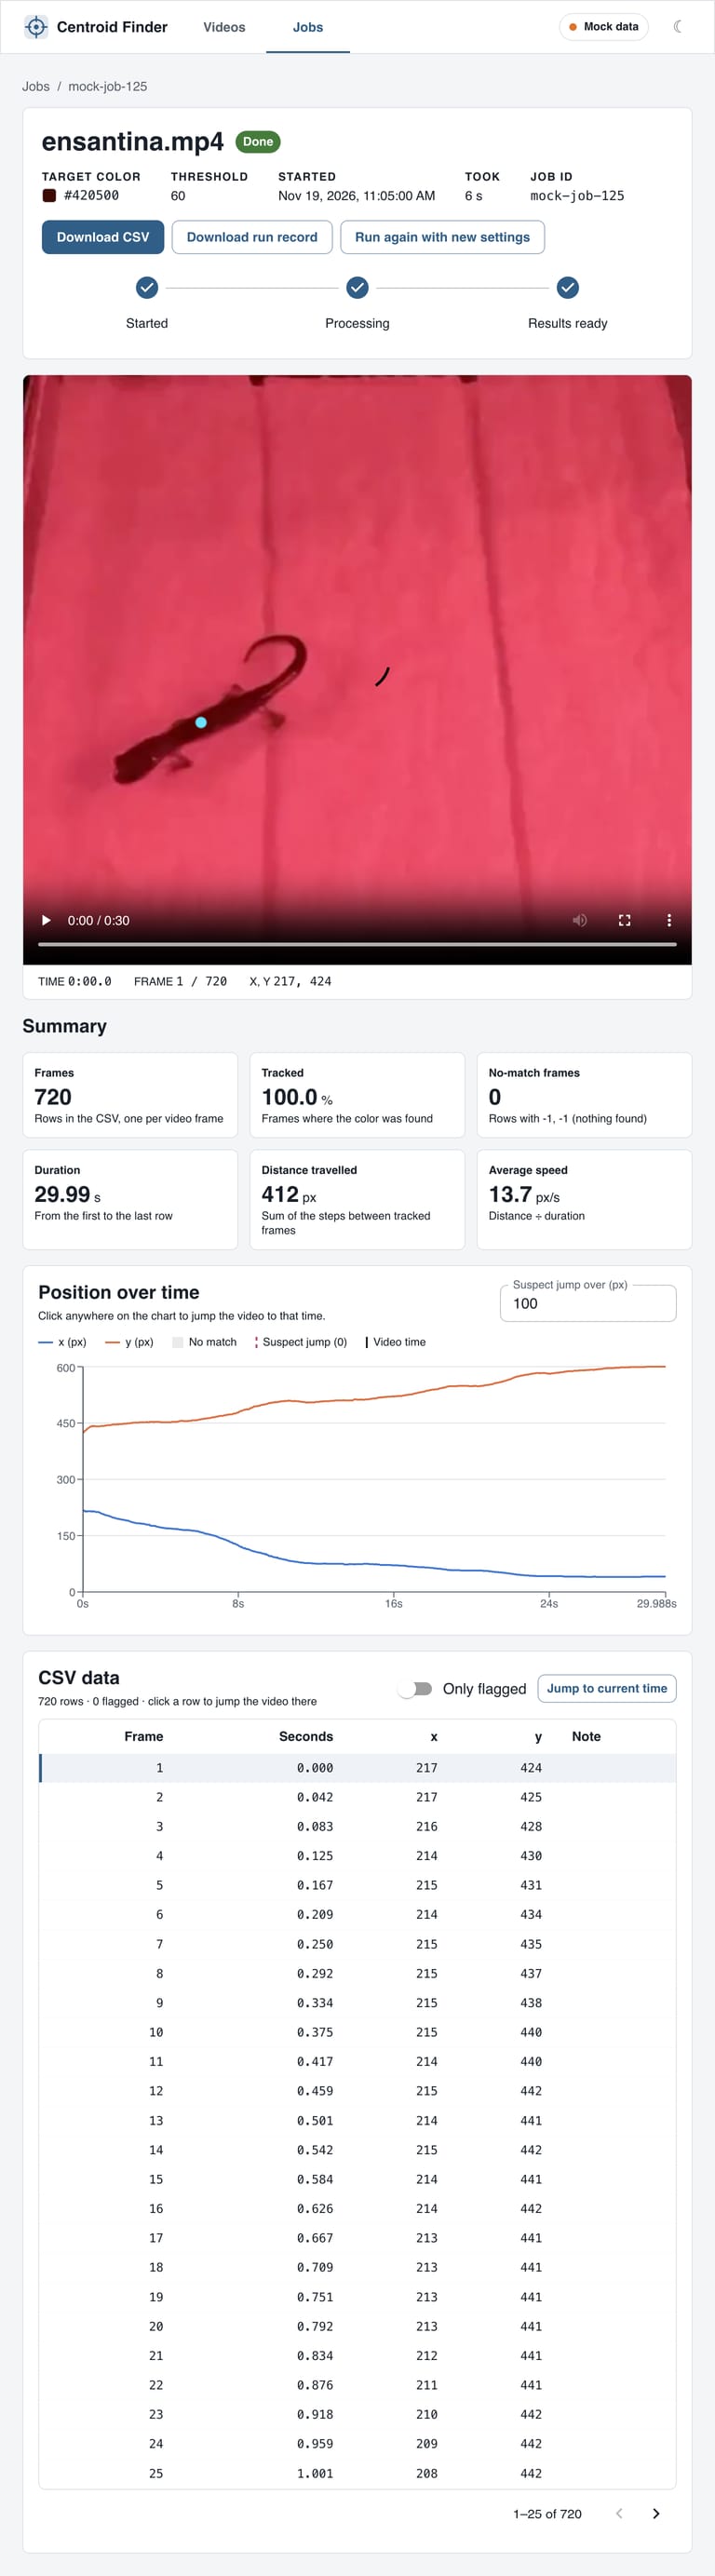 Centroid Finder Videos Jobs Mock data
Jobs / mock-job-125
ensantina.mp4 Done
TARGET COLOR THRESHOLD STARTED TOOK JOB ID
#420500 60 Nov 19, 2026, 11:05:00 AM 6 s mock-job-125
Download CSV Download run record Run again with new settings
Started Processing Results ready
0:00 / 0:30
TIME 0:00.0 FRAME 1 / 720 X, Y 217, 424
Summary
Frames
720
Rows in the CSV, one per video frame
Tracked
100.0 %
Frames where the color was found
No-match frames
0
Rows with -1, -1 (nothing found)
Duration
29.99 s
From the first to the last row
Distance travelled
412 px
Sum of the steps between tracked
frames
Average speed
13.7 px/s
Distance ÷ duration
Position over time
Click anywhere on the chart to jump the video to that time.
Suspect jump over (px)
100
x (px) y (px) No match Suspect jump (0) Video time
600
450
300
150
0
0s 8s 16s 24s 29.988s
CSV data
720 rows · 0 flagged · click a row to jump the video there
Only flagged Jump to current time
Frame Seconds x y Note
1 0.000 217 424
2 0.042 217 425
3 0.083 216 428
4 0.125 214 430
5 0.167 215 431
6 0.209 214 434
7 0.250 215 435
8 0.292 215 437
9 0.334 215 438
10 0.375 215 440
11 0.417 214 440
12 0.459 215 442
13 0.501 214 441
14 0.542 215 442
15 0.584 214 441
16 0.626 214 442
17 0.667 213 441
18 0.709 213 441
19 0.751 213 441
20 0.792 213 441
21 0.834 212 441
22 0.876 211 441
23 0.918 210 442
24 0.959 209 442
25 1.001 208 442
1–25 of 720